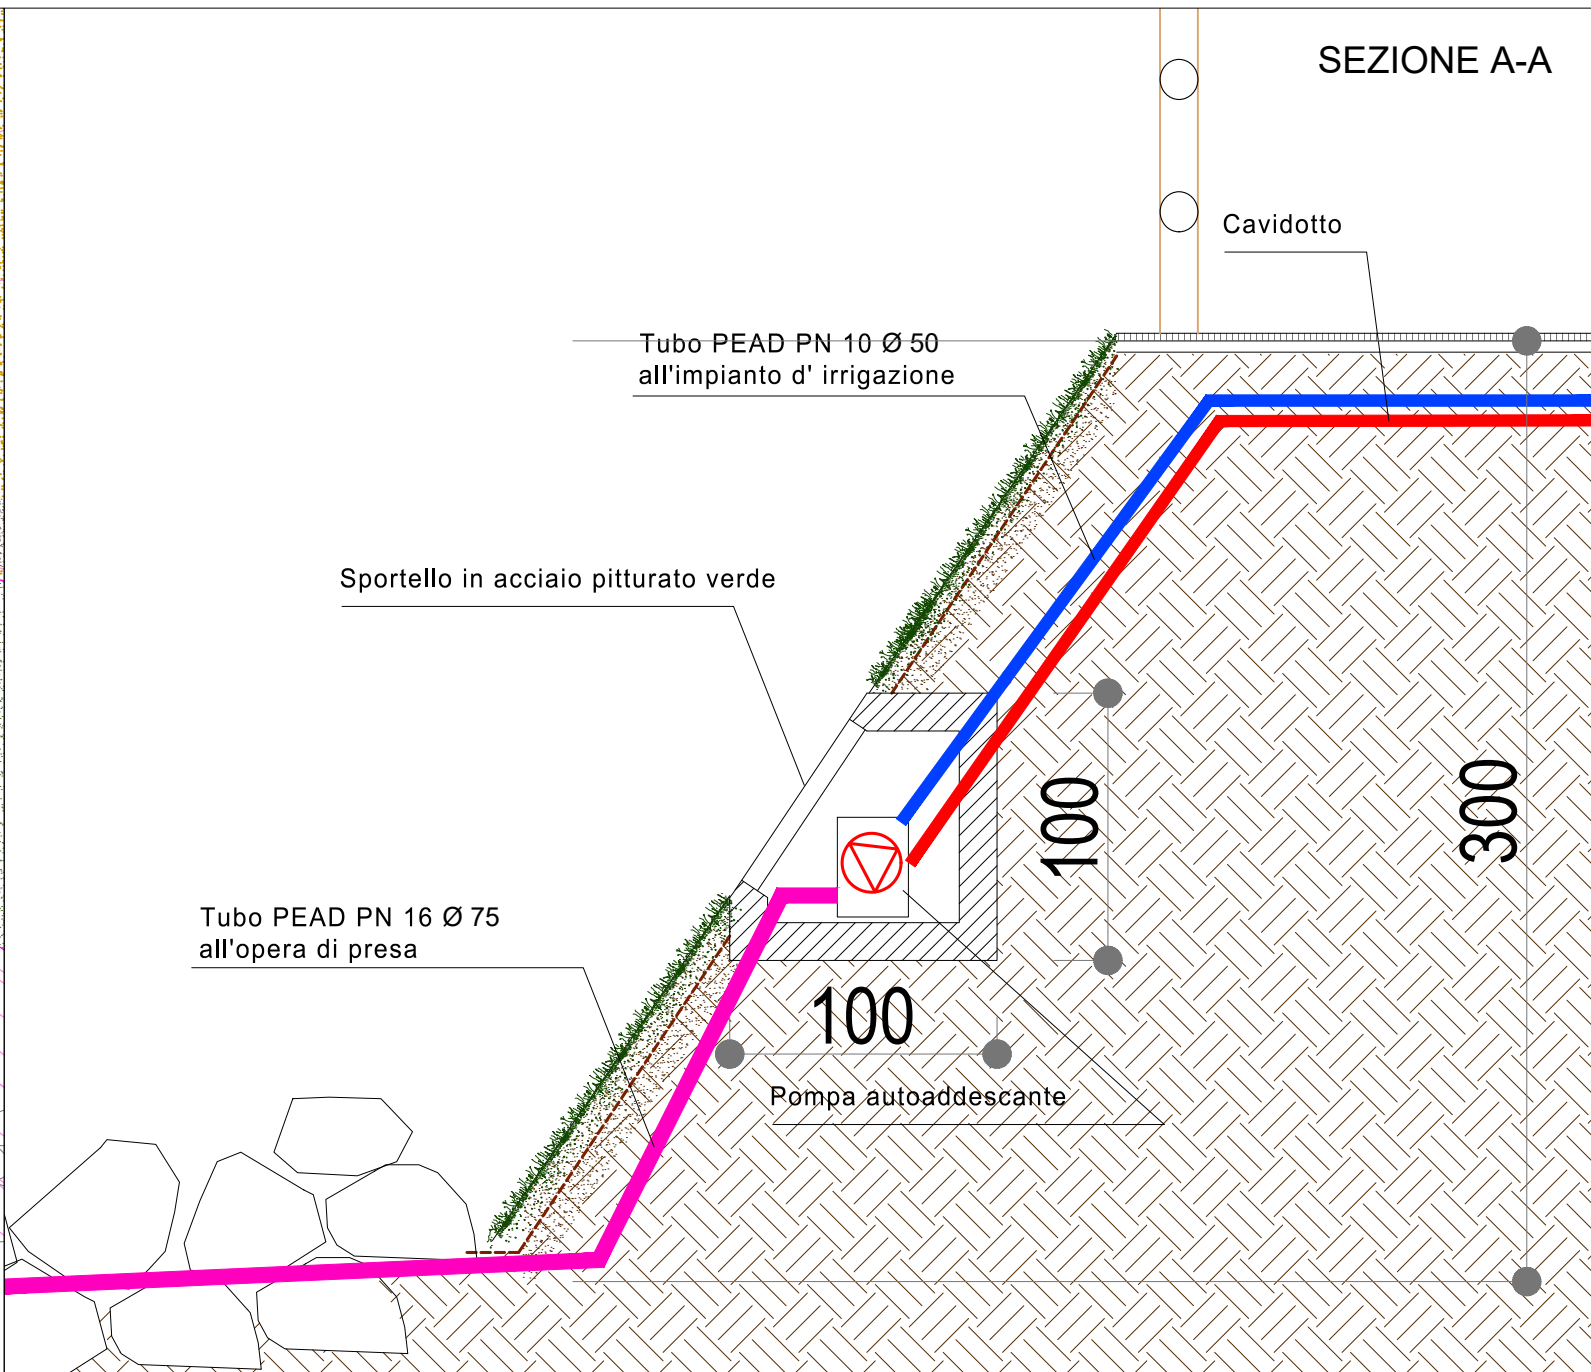 SEZIONE A-A
Cavidotto
Tubo PEAD PN 10 Ø 50
all'impianto d' irrigazione
Sportello in acciaio pitturato verde
100
300
Tubo PEAD PN 16 Ø 75
all'opera di presa
100
Pompa autoaddescante